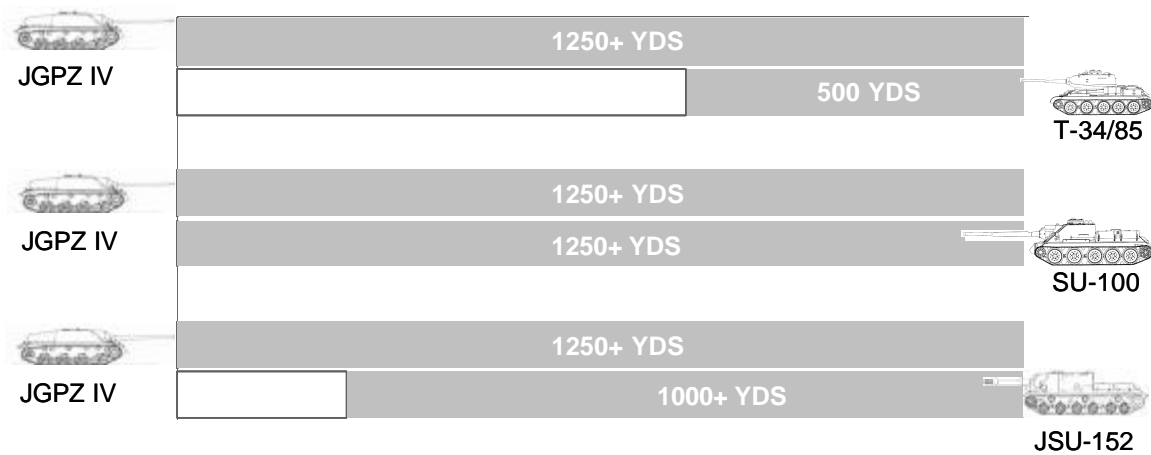 1250+ YDS
JGPZ IV
500 YDS
T-34/85
1250+ YDS
JGPZ IV
1250+ YDS
SU-100
1250+ YDS
JGPZ IV
1000+ YDS
JSU-152